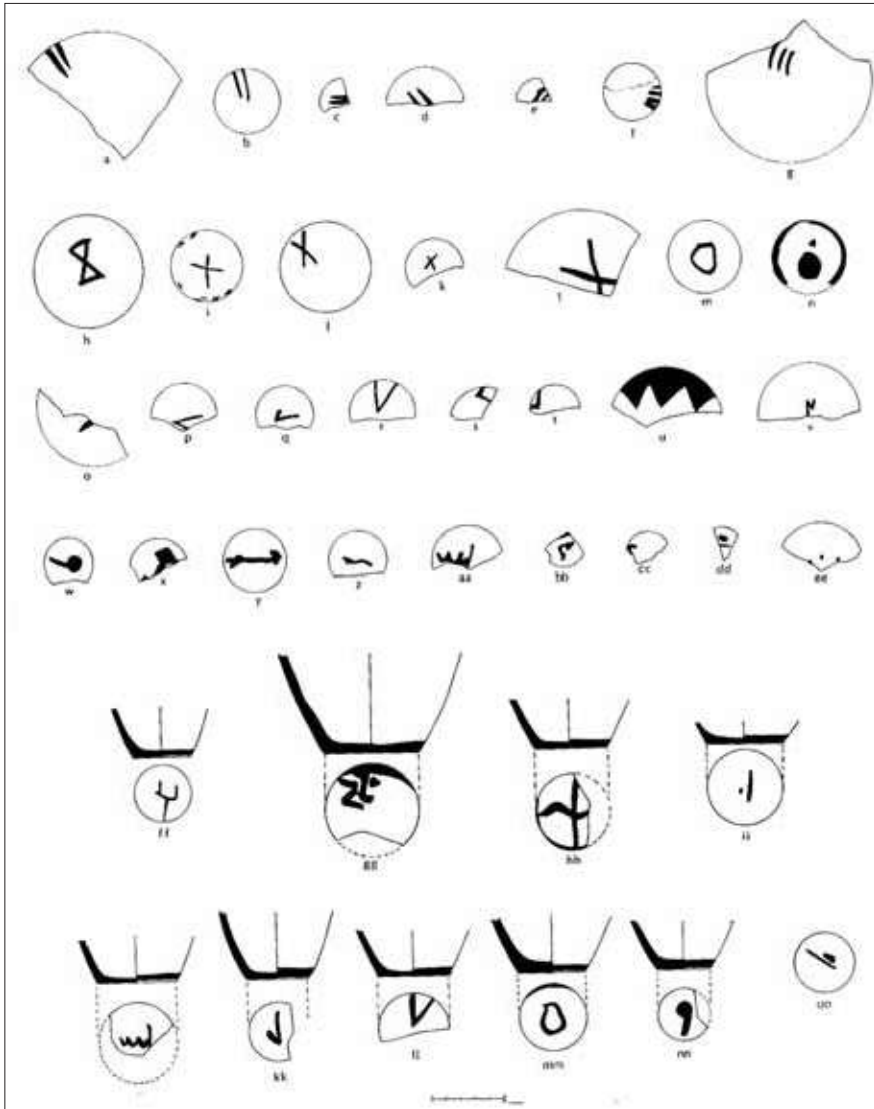 a b c d e f g
h i k l m n
o p q r s t u v
w x y z aa bb cc dd ee
ff gg hh ii
kk ll mm nn oo